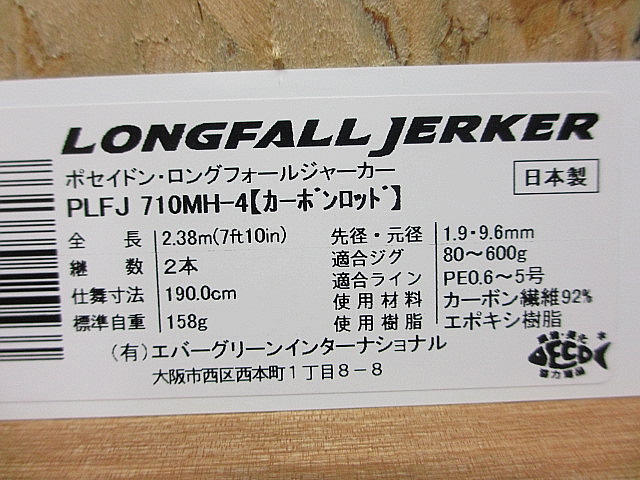 LONGFALL JERKER
ポセイドン・ロングフォールジャーカー
日本製
PLFJ 710MH-4【カーボンロッド】
全長 2.38m(7ft10in)
継数 2本
仕舞寸法 190.0cm
標準自重 158g
先径・元径 1.9・9.6mm
適合ジグ 80～600g
適合ライン PE0.6～5号
使用材料 カーボン繊維92%
使用樹脂 エポキシ樹脂
(有)エバーグリーンインターナショナル
大阪市西区西本町1丁目8-8
ECO